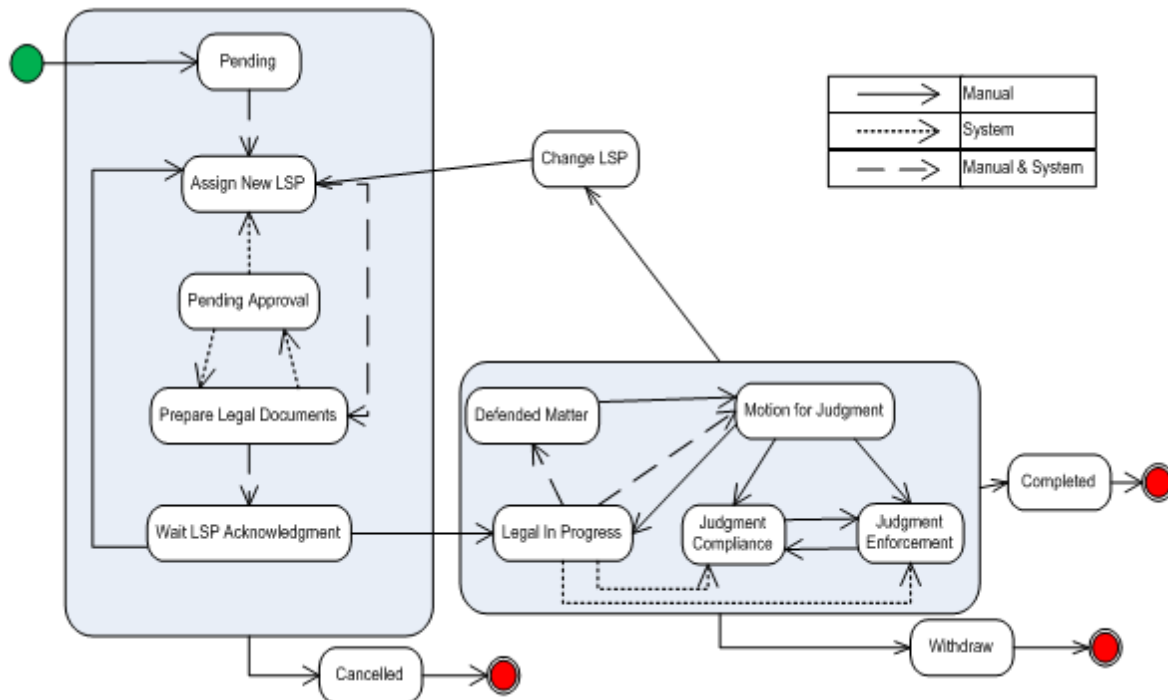 Pending
Manual
System
Manual & System
Change LSP
Assign New LSP
Pending Approval
Prepare Legal Documents
Defended Matter
Motion for Judgment
Completed
Wait LSP Acknowledgment
Legal In Progress
Judgment
Compliance
Judgment
Enforcement
Withdraw
Cancelled